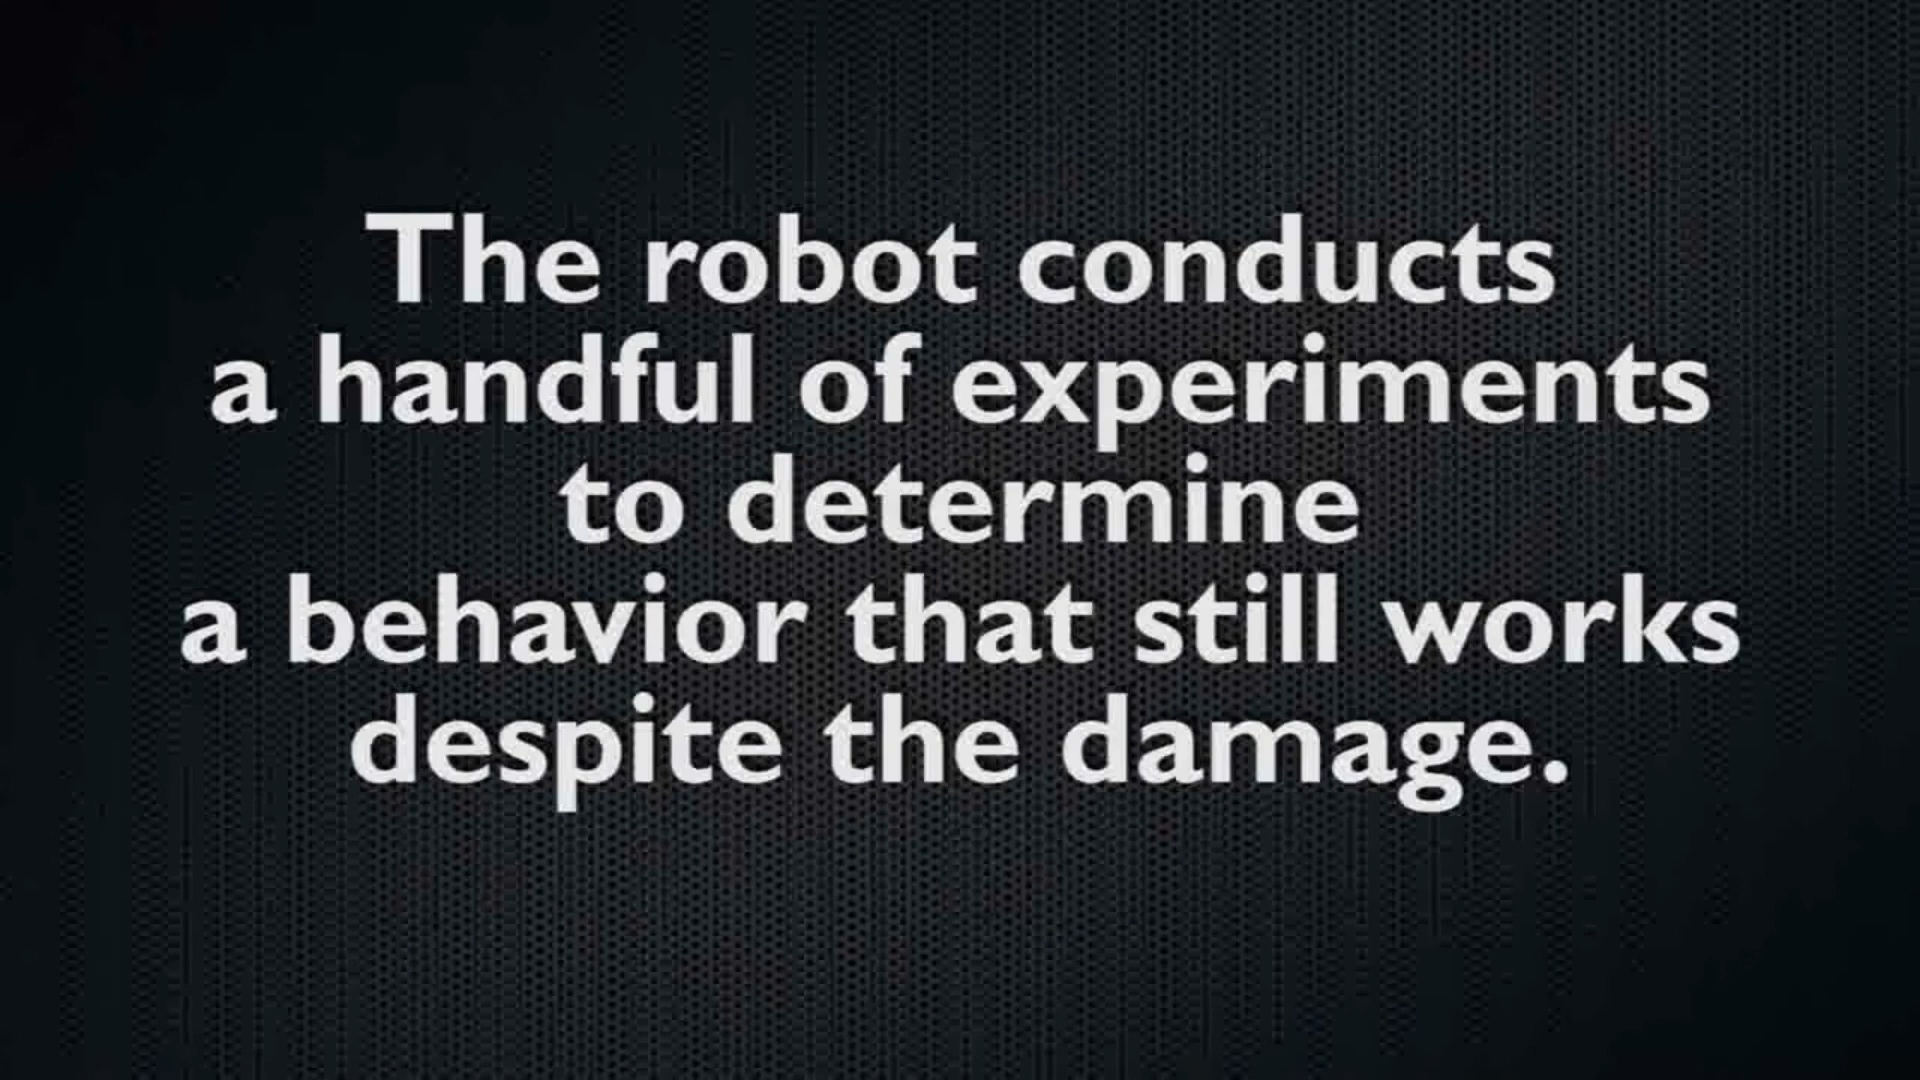 The robot conducts
a handful of experiments
to determine
a behavior that still works
despite the damage.